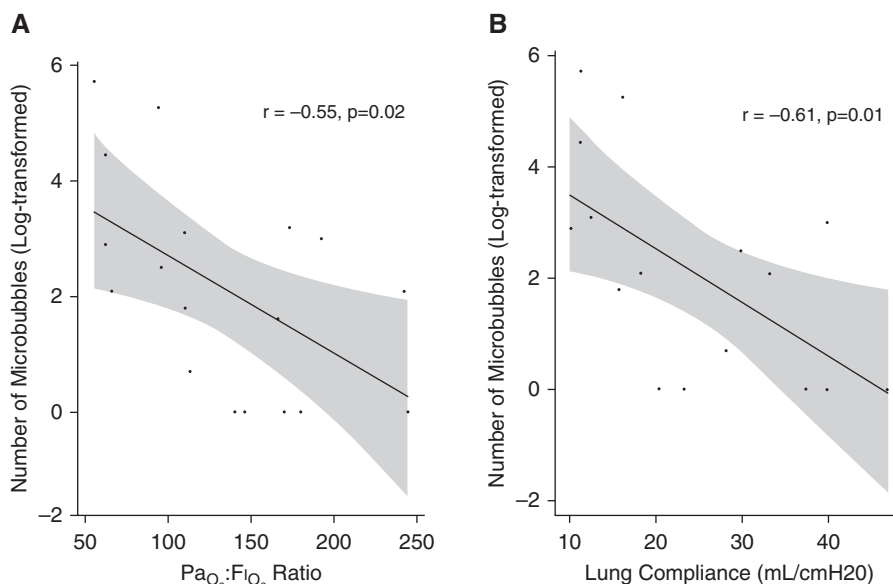 A
Number of Microbubbles (Log-transformed)
6
4
2
0
–2
r = –0.55, p=0.02
50
100
150
200
250
PaO2:FIO2 Ratio
B
Number of Microbubbles (Log-transformed)
6
4
2
0
–2
r = –0.61, p=0.01
10
20
30
40
Lung Compliance (mL/cmH20)